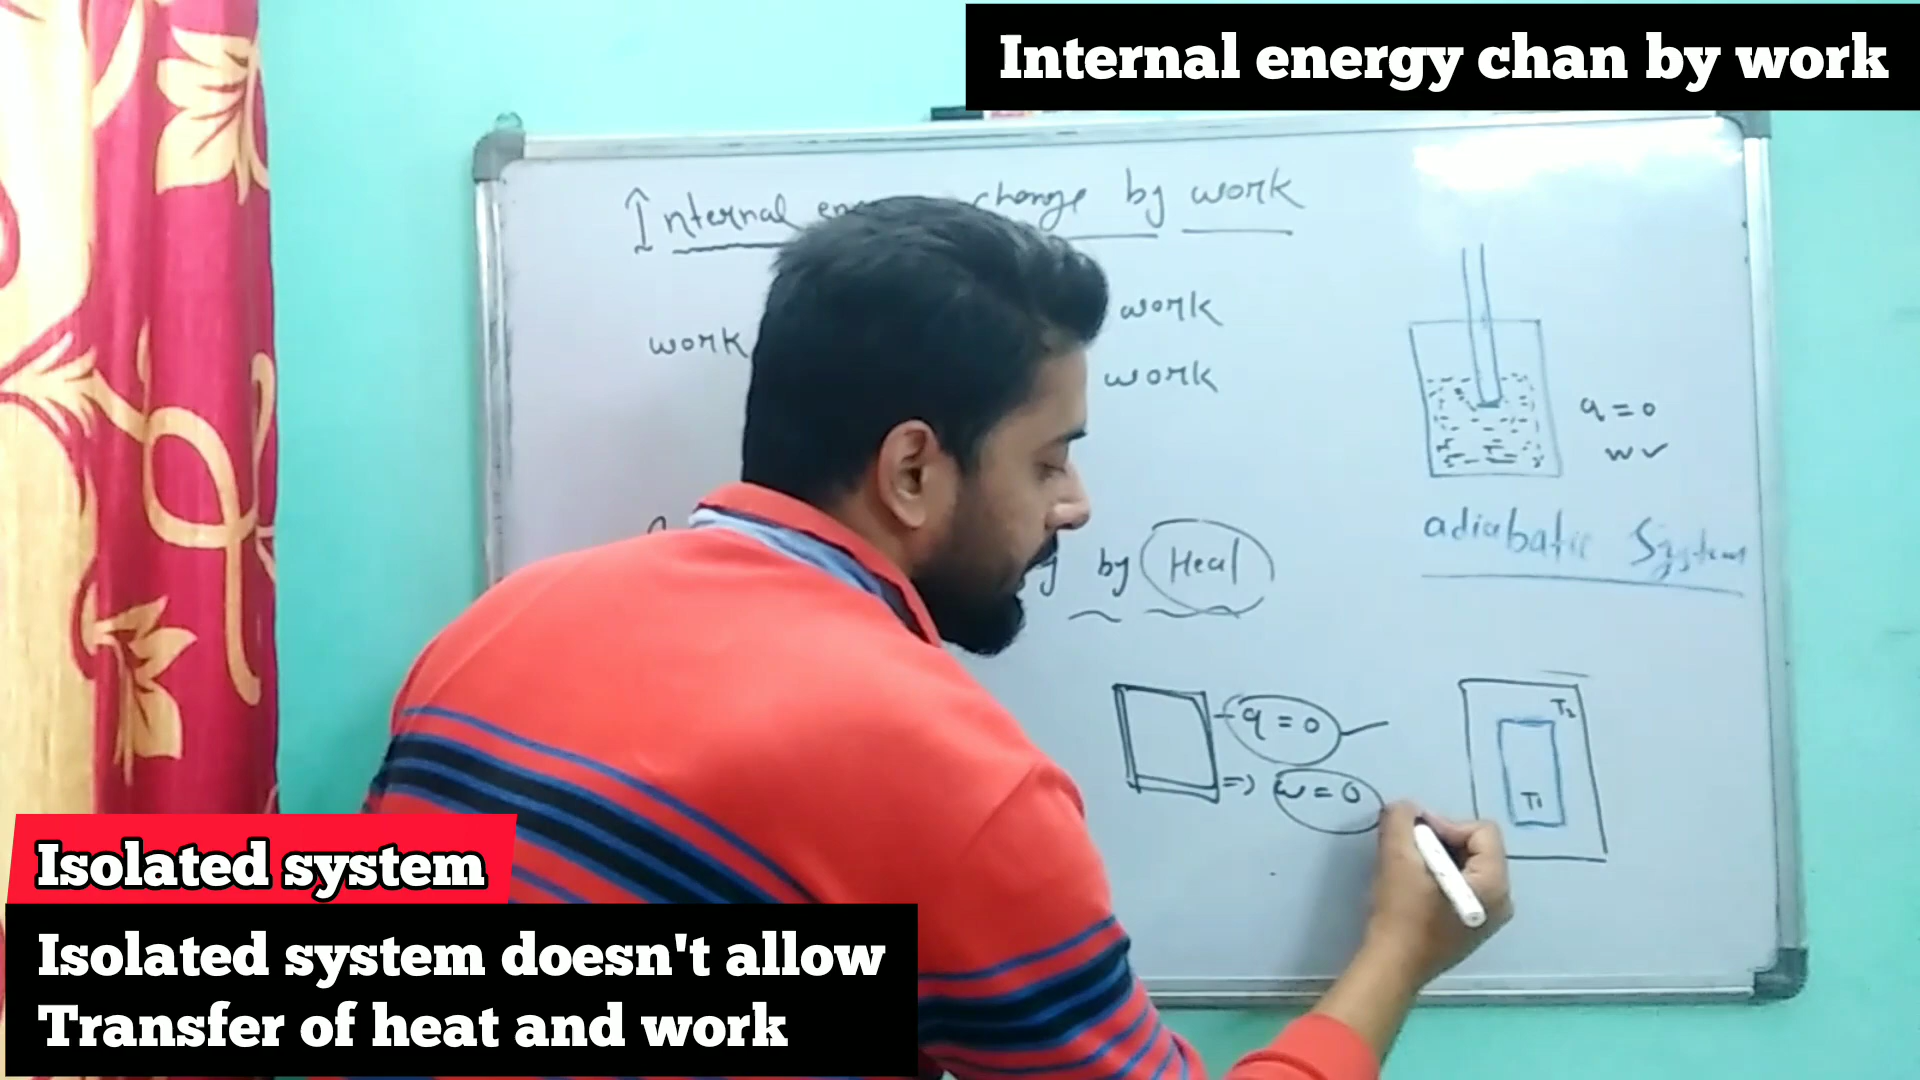 Internal energy chan by work
Internal change by work
work
work
work
q = 0
w ✓
adiabatic System
by Heat
q = 0
=> w = 0
T2
T1
Isolated system
Isolated system doesn't allow
Transfer of heat and work